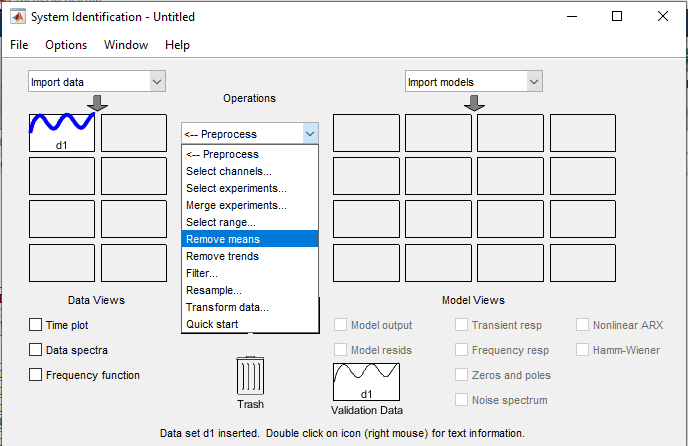 System Identification - Untitled
File Options Window Help
Import data
Import models
Operations
<-- Preprocess
d1
<-- Preprocess
Select channels...
Select experiments...
Merge experiments...
Select range...
Remove means
Remove trends
Filter...
Resample...
Transform data...
Quick start
Data Views
Model Views
Time plot
Model output
Transient resp
Nonlinear ARX
Data spectra
Model resids
Frequency resp
Hamm-Wiener
Frequency function
Zeros and poles
d1
Noise spectrum
Trash
Validation Data
Data set d1 inserted. Double click on icon (right mouse) for text information.